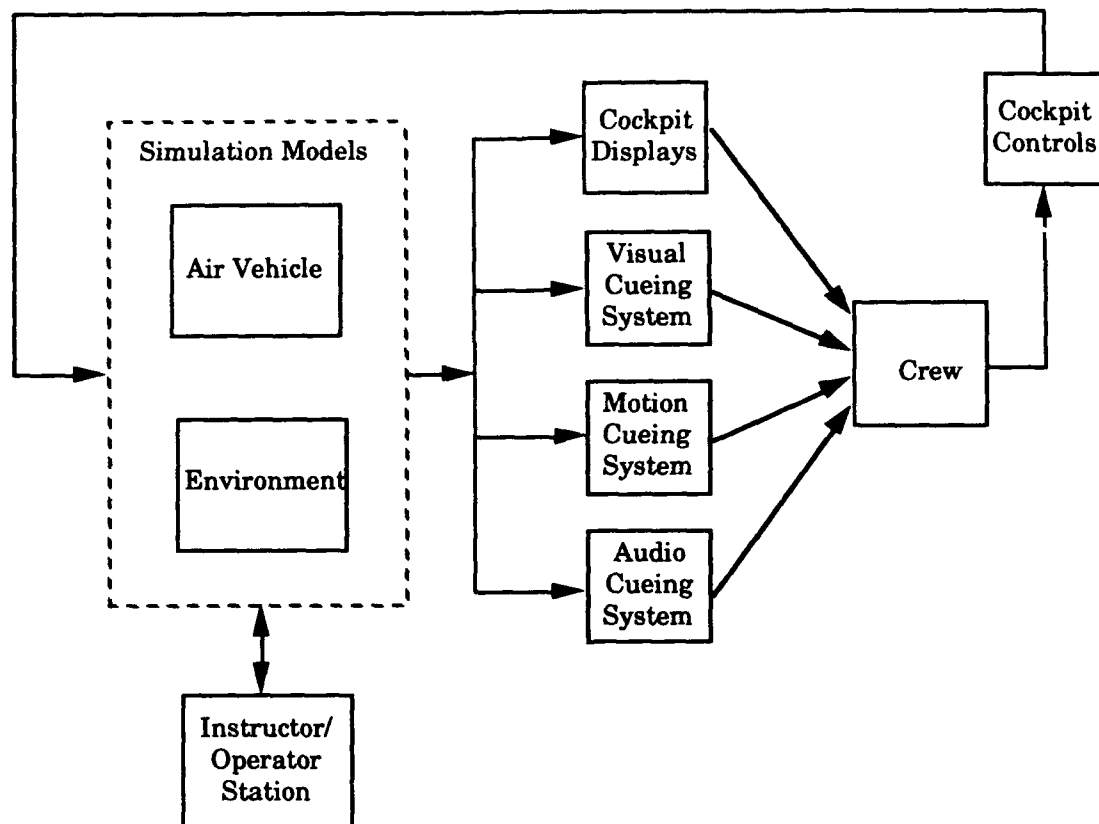 Simulation Models
Air Vehicle
Environment
Instructor/
Operator
Station
Cockpit
Displays
Visual
Cueing
System
Motion
Cueing
System
Audio
Cueing
System
Crew
Cockpit
Controls